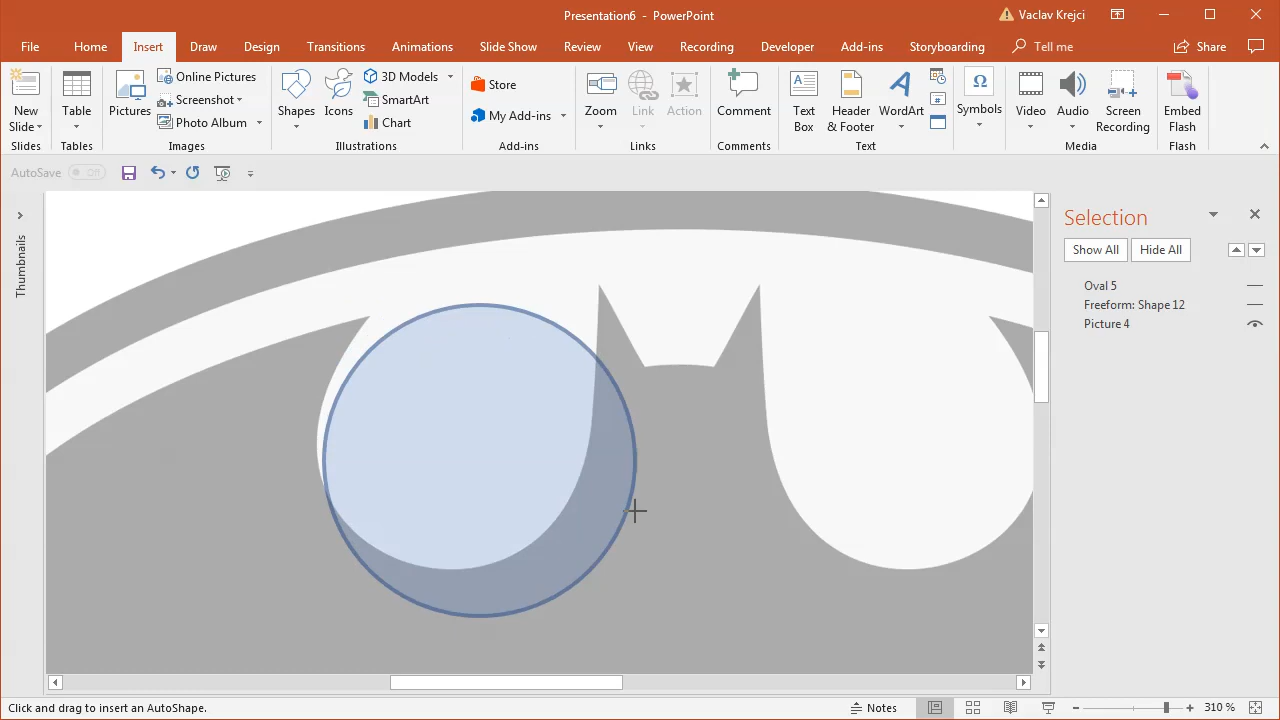 Presentation6 - PowerPoint
Vaclav Krejci
File Home Insert Draw Design Transitions Animations Slide Show Review View Recording Developer Add-ins Storyboarding Tell me Share
New Slide
Table
Pictures
Online Pictures
Screenshot
Photo Album
Shapes
Icons
3D Models
SmartArt
Chart
Store
My Add-ins
Zoom
Link
Action
Comment
Text Box
Header & Footer
WordArt
Symbols
Video
Audio
Screen Recording
Embed Flash
Slides Tables Images Illustrations Add-ins Links Comments Text Media Flash
AutoSave Off
Thumbnails
Selection
Show All Hide All
Oval 5
Freeform: Shape 12
Picture 4
Click and drag to insert an AutoShape.
Notes
310 %